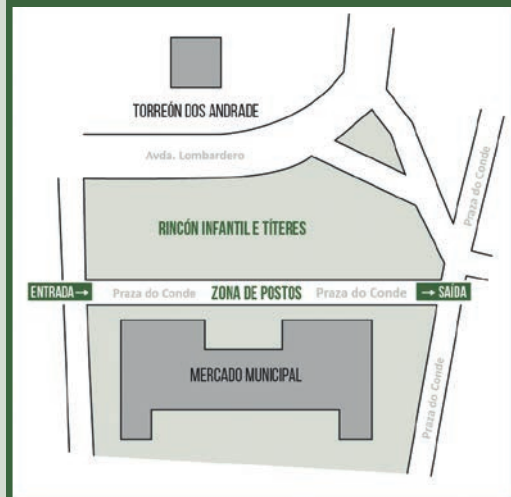 TORREÓN DOS ANDRADE
Avda. Lombardero
Praza do Conde
RINCÓN INFANTIL E TÍTERES
ENTRADA→ Praza do Conde ZONA DE POSTOS Praza do Conde → SAÍDA
MERCADO MUNICIPAL
Praza do Conde